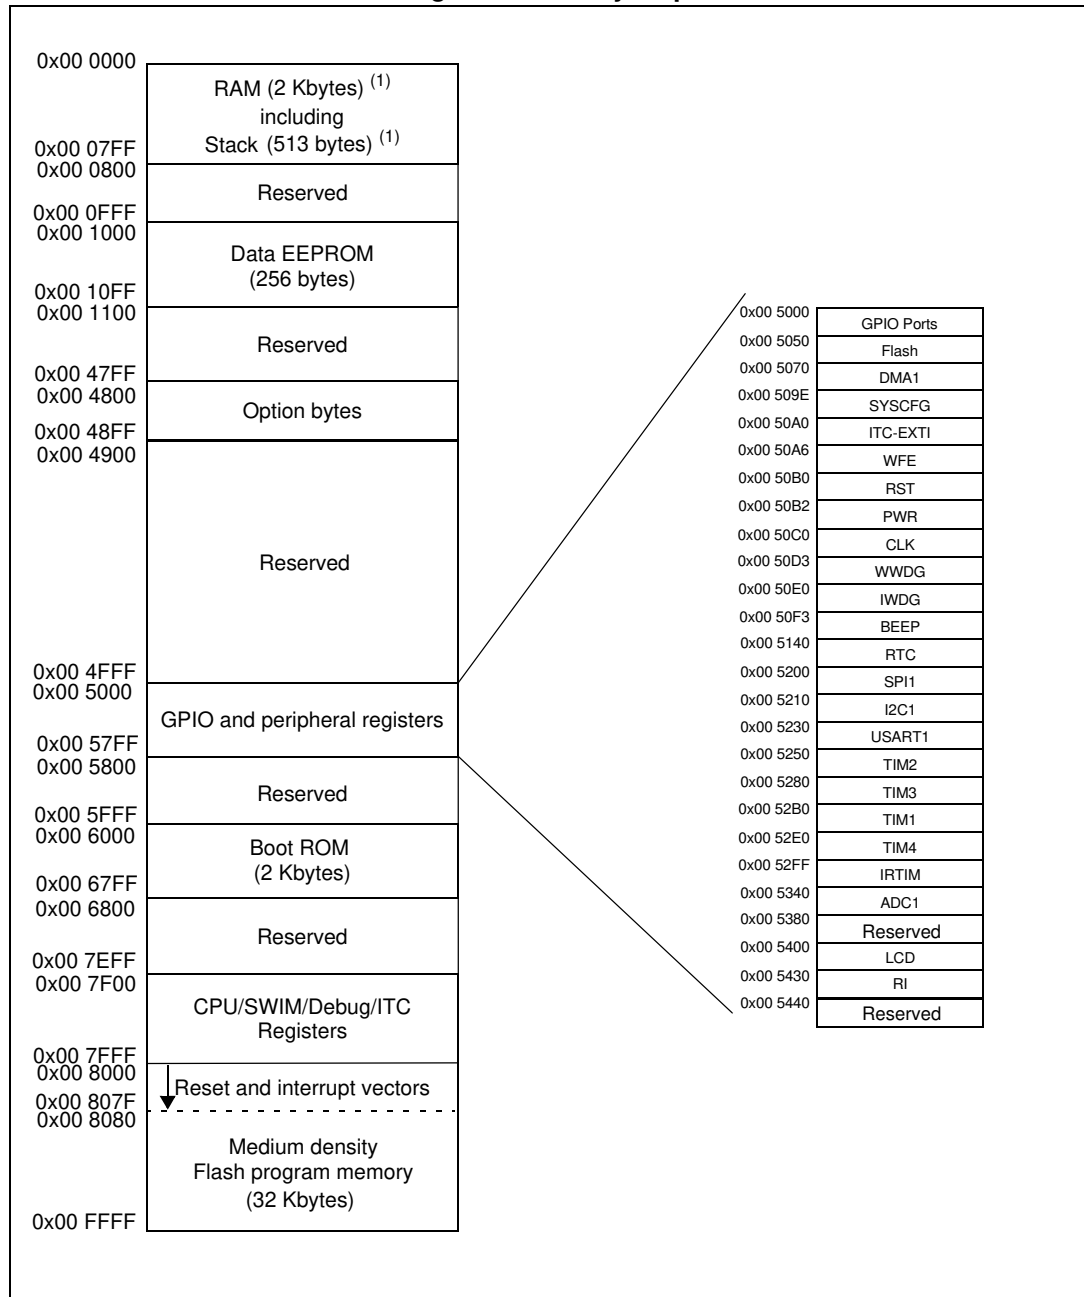 0x00 0000
RAM (2 Kbytes) (1)
including
Stack (513 bytes) (1)
0x00 07FF
0x00 0800
Reserved
0x00 0FFF
0x00 1000
Data EEPROM
(256 bytes)
0x00 10FF
0x00 1100
Reserved
0x00 47FF
0x00 4800
Option bytes
0x00 48FF
0x00 4900
Reserved
0x00 4FFF
0x00 5000
GPIO and peripheral registers
0x00 57FF
0x00 5800
Reserved
0x00 5FFF
0x00 6000
Boot ROM
(2 Kbytes)
0x00 67FF
0x00 6800
Reserved
0x00 7EFF
0x00 7F00
CPU/SWIM/Debug/ITC
Registers
0x00 7FFF
0x00 8000
Reset and interrupt vectors
0x00 807F
0x00 8080
Medium density
Flash program memory
(32 Kbytes)
0x00 FFFF
0x00 5000
GPIO Ports
0x00 5050
Flash
0x00 5070
DMA1
0x00 509E
SYSCFG
0x00 50A0
ITC-EXTI
0x00 50A6
WFE
0x00 50B0
RST
0x00 50B2
PWR
0x00 50C0
CLK
0x00 50D3
WWDG
0x00 50E0
IWDG
0x00 50F3
BEEP
0x00 5140
RTC
0x00 5200
SPI1
0x00 5210
I2C1
0x00 5230
USART1
0x00 5250
TIM2
0x00 5280
TIM3
0x00 52B0
TIM1
0x00 52E0
TIM4
0x00 52FF
IRTIM
0x00 5340
ADC1
0x00 5380
Reserved
0x00 5400
LCD
0x00 5430
RI
0x00 5440
Reserved